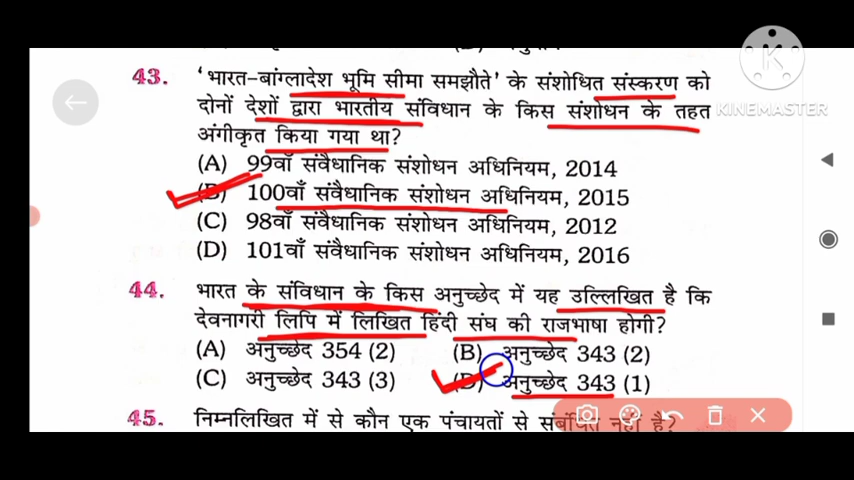 KINEMASTER
43. 'भारत-बांग्लादेश भूमि सीमा समझौते' के संशोधित संस्करण को
दोनों देशों द्वारा भारतीय संविधान के किस संशोधन के तहत
अंगीकृत किया गया था?
(A) 99वाँ संवैधानिक संशोधन अधिनियम, 2014
(B) 100वाँ संवैधानिक संशोधन अधिनियम, 2015
(C) 98वाँ संवैधानिक संशोधन अधिनियम, 2012
(D) 101वाँ संवैधानिक संशोधन अधिनियम, 2016
44. भारत के संविधान के किस अनुच्छेद में यह उल्लिखित है कि
देवनागरी लिपि में लिखित हिंदी संघ की राजभाषा होगी?
(A) अनुच्छेद 354 (2) (B) अनुच्छेद 343 (2)
(C) अनुच्छेद 343 (3) (D) अनुच्छेद 343 (1)
45. निम्नलिखित में से कौन एक पंचायतों से संबंधित नहीं है?